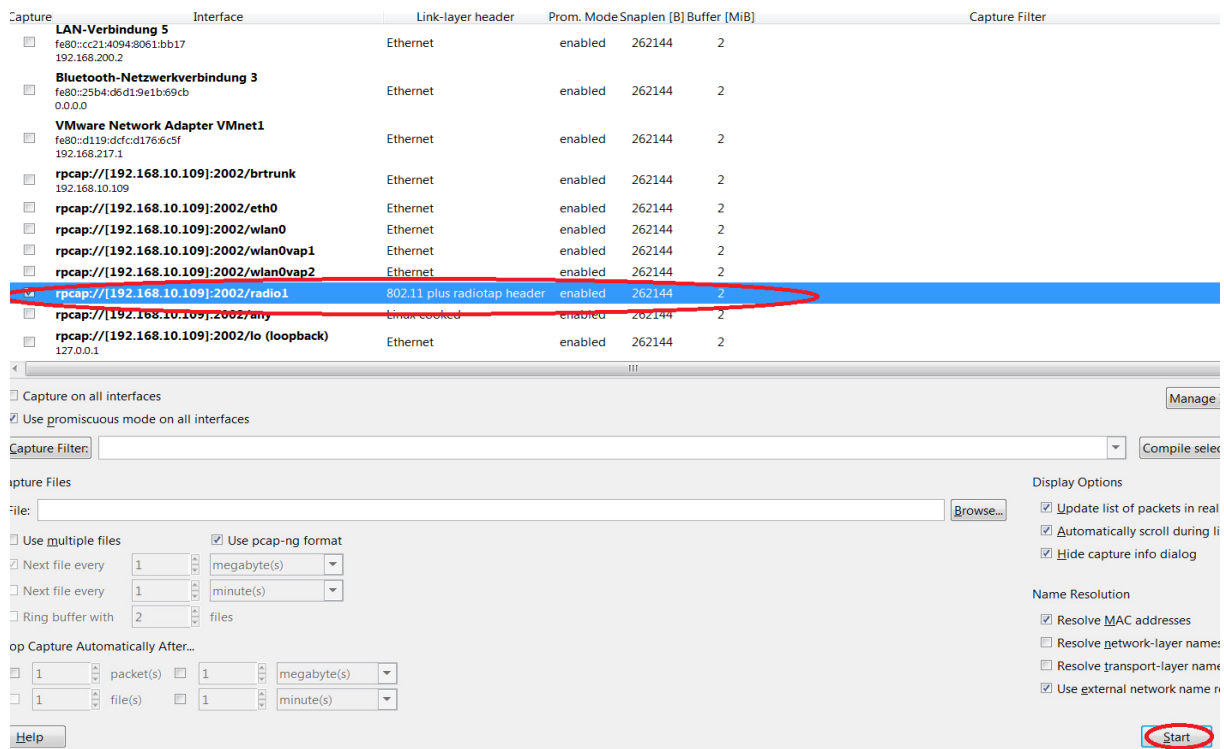 Capture Interface Link-layer header Prom. Mode Snaplen [B] Buffer [MiB] Capture Filter
LAN-Verbindung 5
fe80::cc21:4094:8061:bb17
192.168.200.2
Ethernet enabled 262144 2
Bluetooth-Netzwerkverbindung 3
fe80::25b4:d6d1:9e1b:69cb
0.0.0.0
Ethernet enabled 262144 2
VMware Network Adapter VMnet1
fe80::d119:dcfc:d176:6c5f
192.168.217.1
Ethernet enabled 262144 2
rpcap://[192.168.10.109]:2002/brtrunk
192.168.10.109
Ethernet enabled 262144 2
rpcap://[192.168.10.109]:2002/eth0 Ethernet enabled 262144 2
rpcap://[192.168.10.109]:2002/wlan0 Ethernet enabled 262144 2
rpcap://[192.168.10.109]:2002/wlan0vap1 Ethernet enabled 262144 2
rpcap://[192.168.10.109]:2002/wlan0vap2 Ethernet enabled 262144 2
rpcap://[192.168.10.109]:2002/radio1 802.11 plus radiotap header enabled 262144 2
rpcap://[192.168.10.109]:2002/any Linux cooked enabled 262144 2
rpcap://[192.168.10.109]:2002/lo (loopback)
127.0.0.1
Ethernet enabled 262144 2
Capture on all interfaces
Manage
Use promiscuous mode on all interfaces
Capture Filter: Compile selec
apture Files Display Options
File: Browse... Update list of packets in real
Use multiple files Use pcap-ng format Automatically scroll during li
Next file every 1 megabyte(s) Hide capture info dialog
Next file every 1 minute(s) Name Resolution
Ring buffer with 2 files Resolve MAC addresses
op Capture Automatically After... Resolve network-layer names
1 packet(s) 1 megabyte(s) Resolve transport-layer name
1 file(s) 1 minute(s) Use external network name r
Help Start